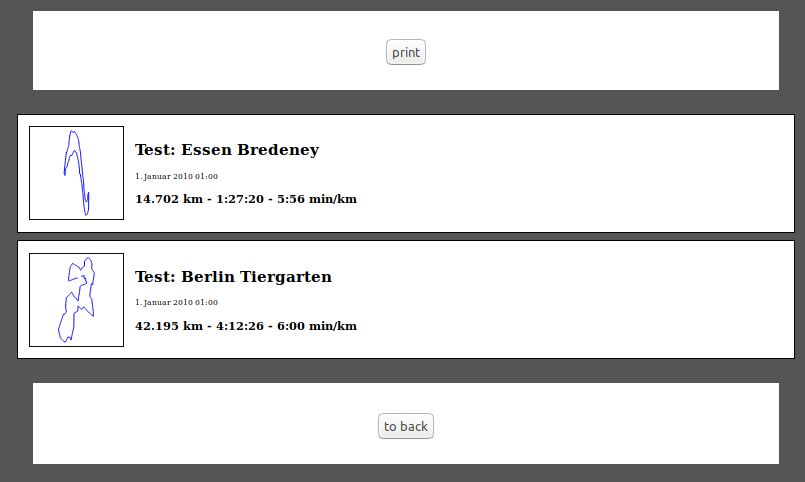 print
Test: Essen Bredeney
1. Januar 2010 01:00
14.702 km - 1:27:20 - 5:56 min/km
Test: Berlin Tiergarten
1. Januar 2010 01:00
42.195 km - 4:12:26 - 6:00 min/km
to back